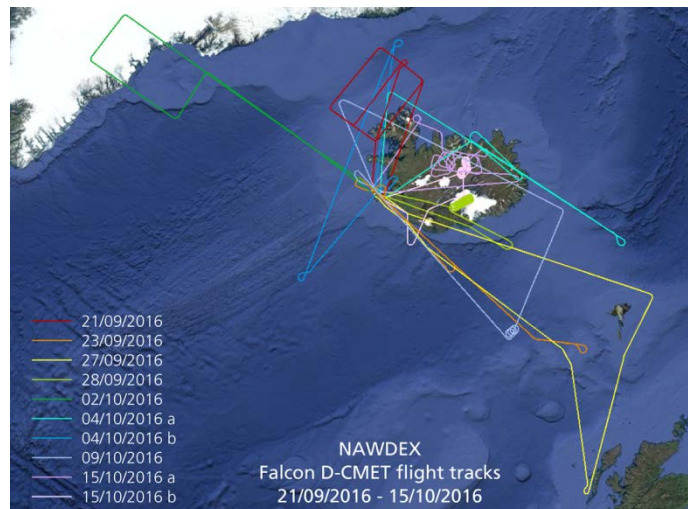 21/09/2016
23/09/2016
27/09/2016
28/09/2016
02/10/2016
04/10/2016 a
04/10/2016 b
09/10/2016
15/10/2016 a
15/10/2016 b
NAWDEX
Falcon D-CMET flight tracks
21/09/2016 - 15/10/2016